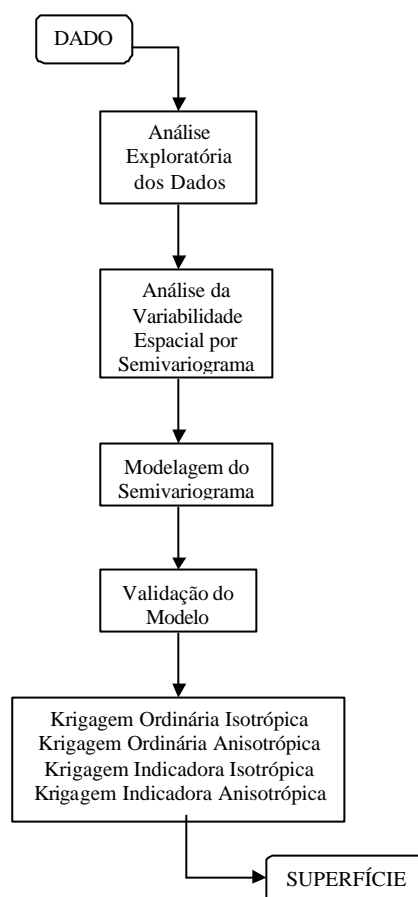 DADO
Análise
Exploratória
dos Dados
Análise da
Variabilidade
Espacial por
Semivariograma
Modelagem do
Semivariograma
Validação do
Modelo
Krigagem Ordinária Isotrópica
Krigagem Ordinária Anisotrópica
Krigagem Indicadora Isotrópica
Krigagem Indicadora Anisotrópica
SUPERFÍCIE